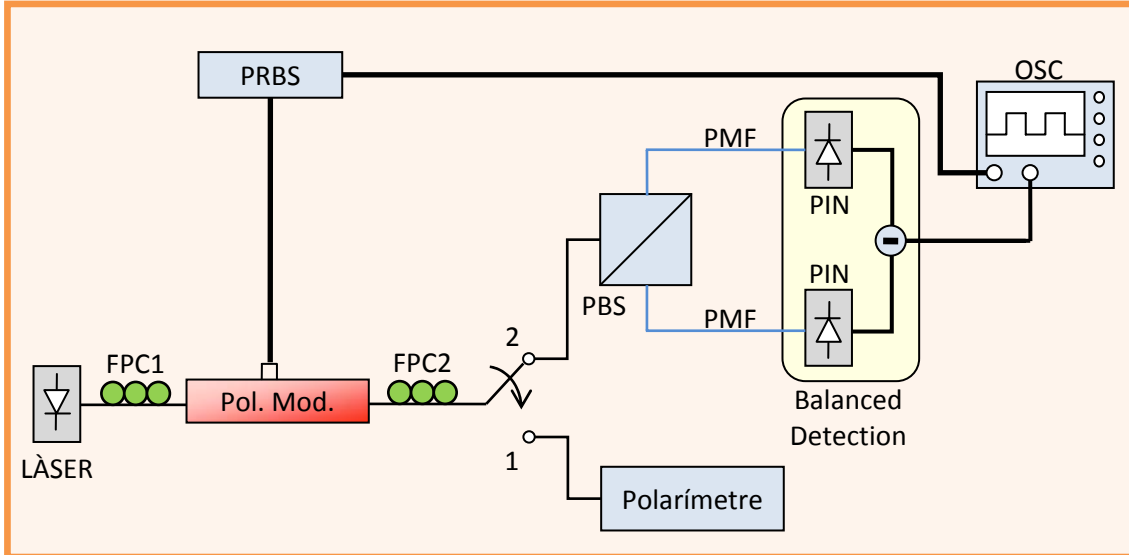 PRBS
OSC
PMF
PIN
PIN
PBS
PMF
2
FPC1
FPC2
Pol. Mod.
Balanced
Detection
1
LÀSER
Polarímetre